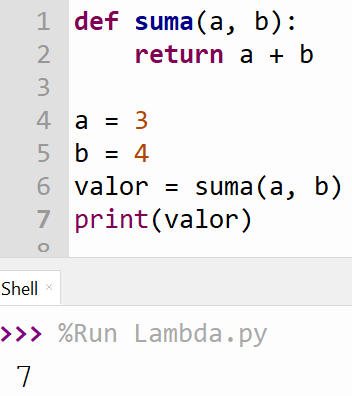 1 def suma(a, b):
2     return a + b
3
4 a = 3
5 b = 4
6 valor = suma(a, b)
7 print(valor)
8
Shell ×
>>> %Run Lambda.py
7